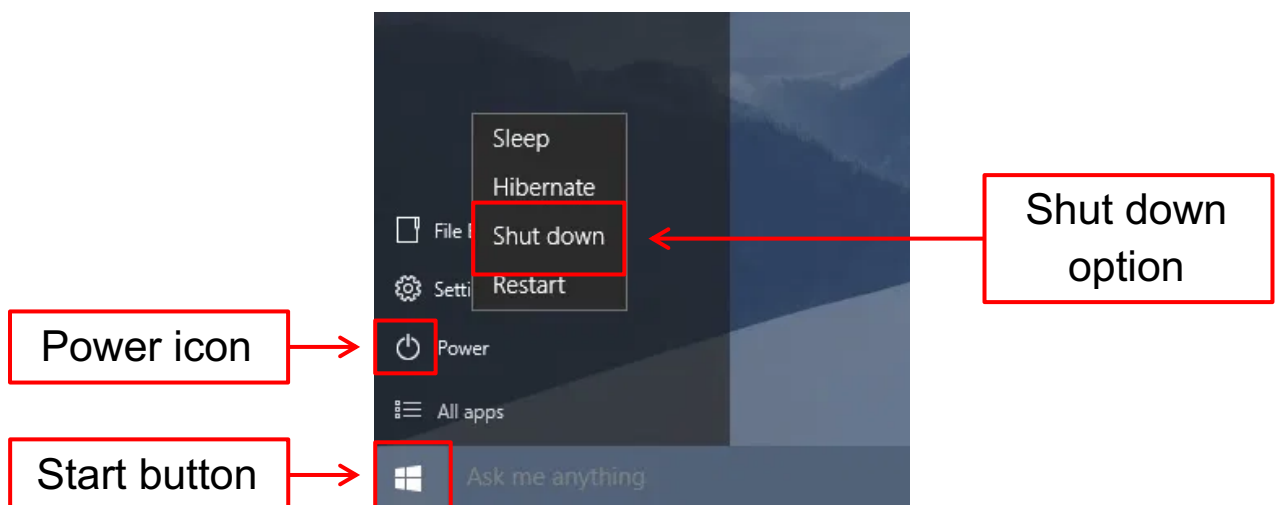 Sleep
Hibernate
Shut down
Restart
File
Setti
Power
All apps
Ask me anything
Power icon
Start button
Shut down
option